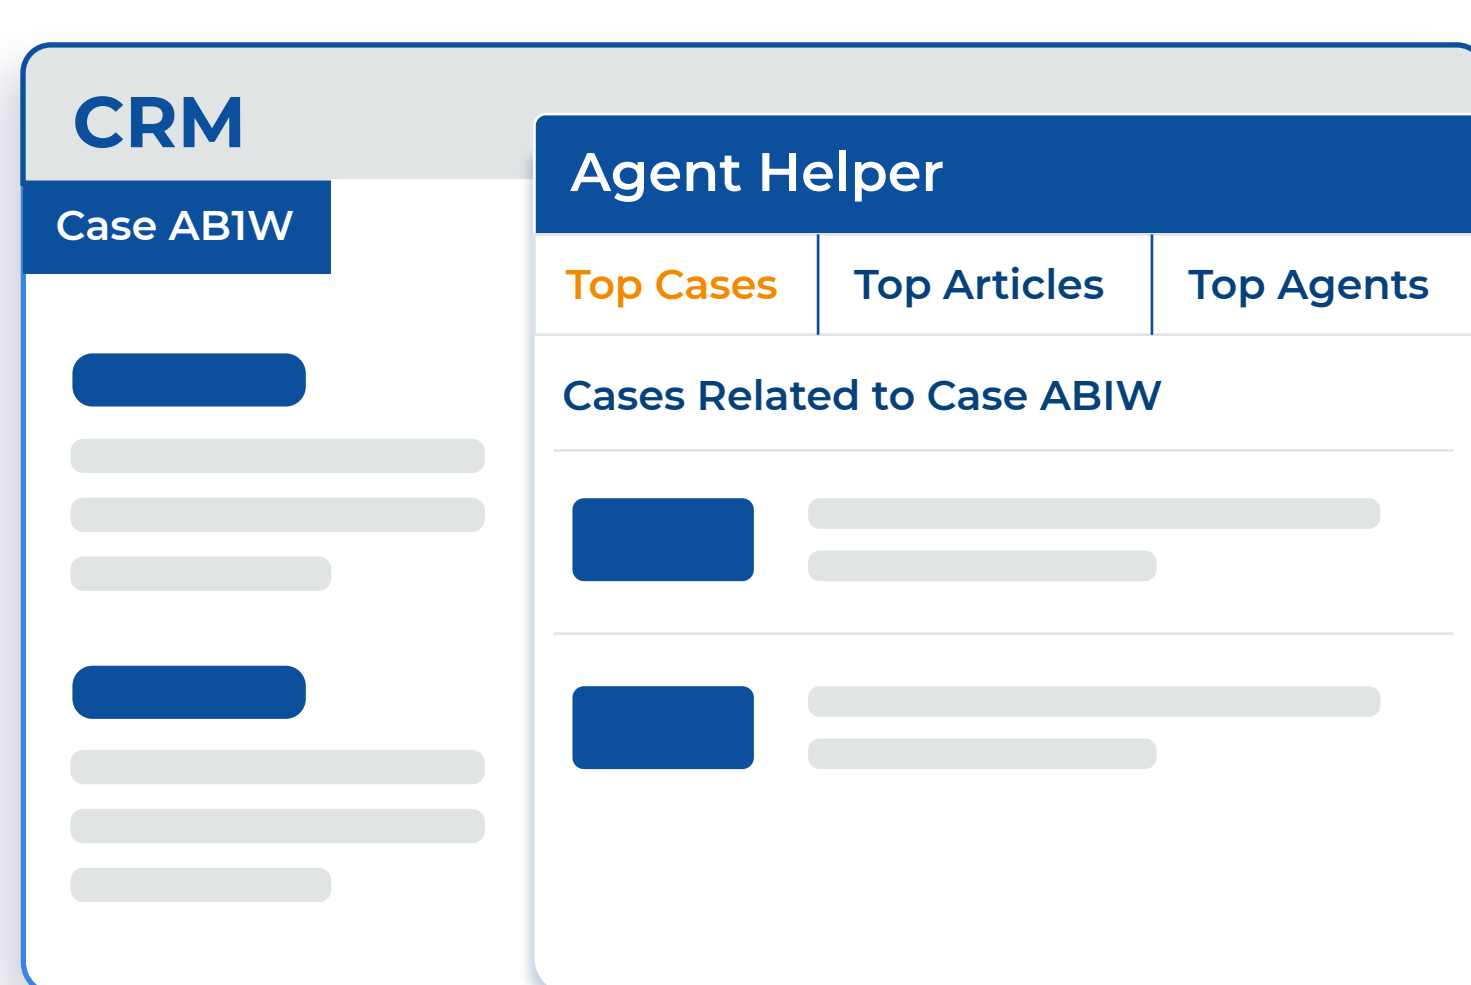 CRM
Case AB1W
Agent Helper
Top Cases
Top Articles
Top Agents
Cases Related to Case ABIW